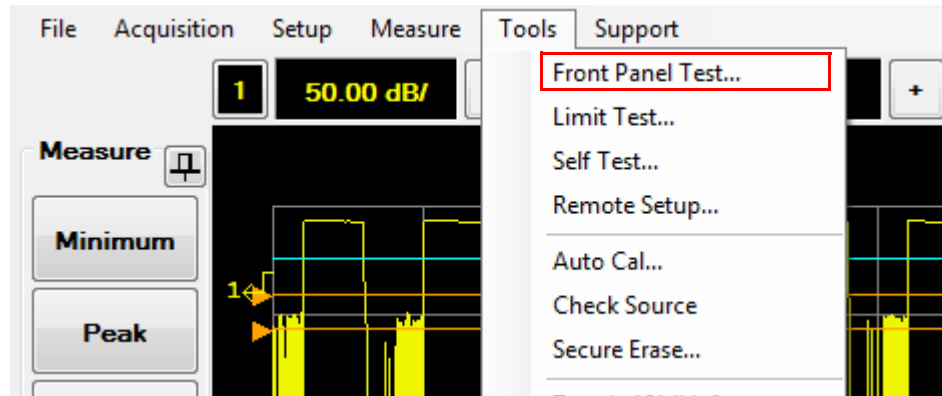 File Acquisition Setup Measure Tools Support
1 50.00 dB/ +
Front Panel Test...
Limit Test...
Self Test...
Remote Setup...
Auto Cal...
Check Source
Secure Erase...
Measure
Minimum
Peak
1